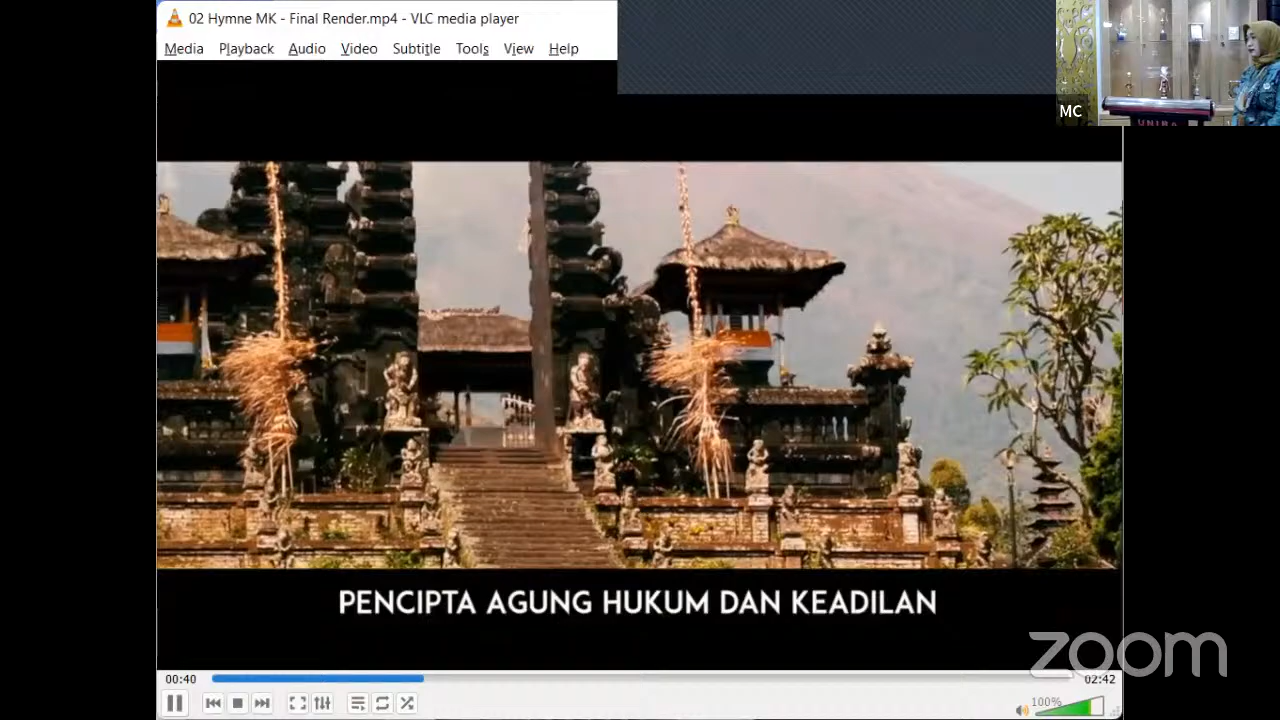 02 Hymne MK - Final Render.mp4 - VLC media player
Media Playback Audio Video Subtitle Tools View Help
MC
UNIBA
PENCIPTA AGUNG HUKUM DAN KEADILAN
zoom
00:40
02:42
100%